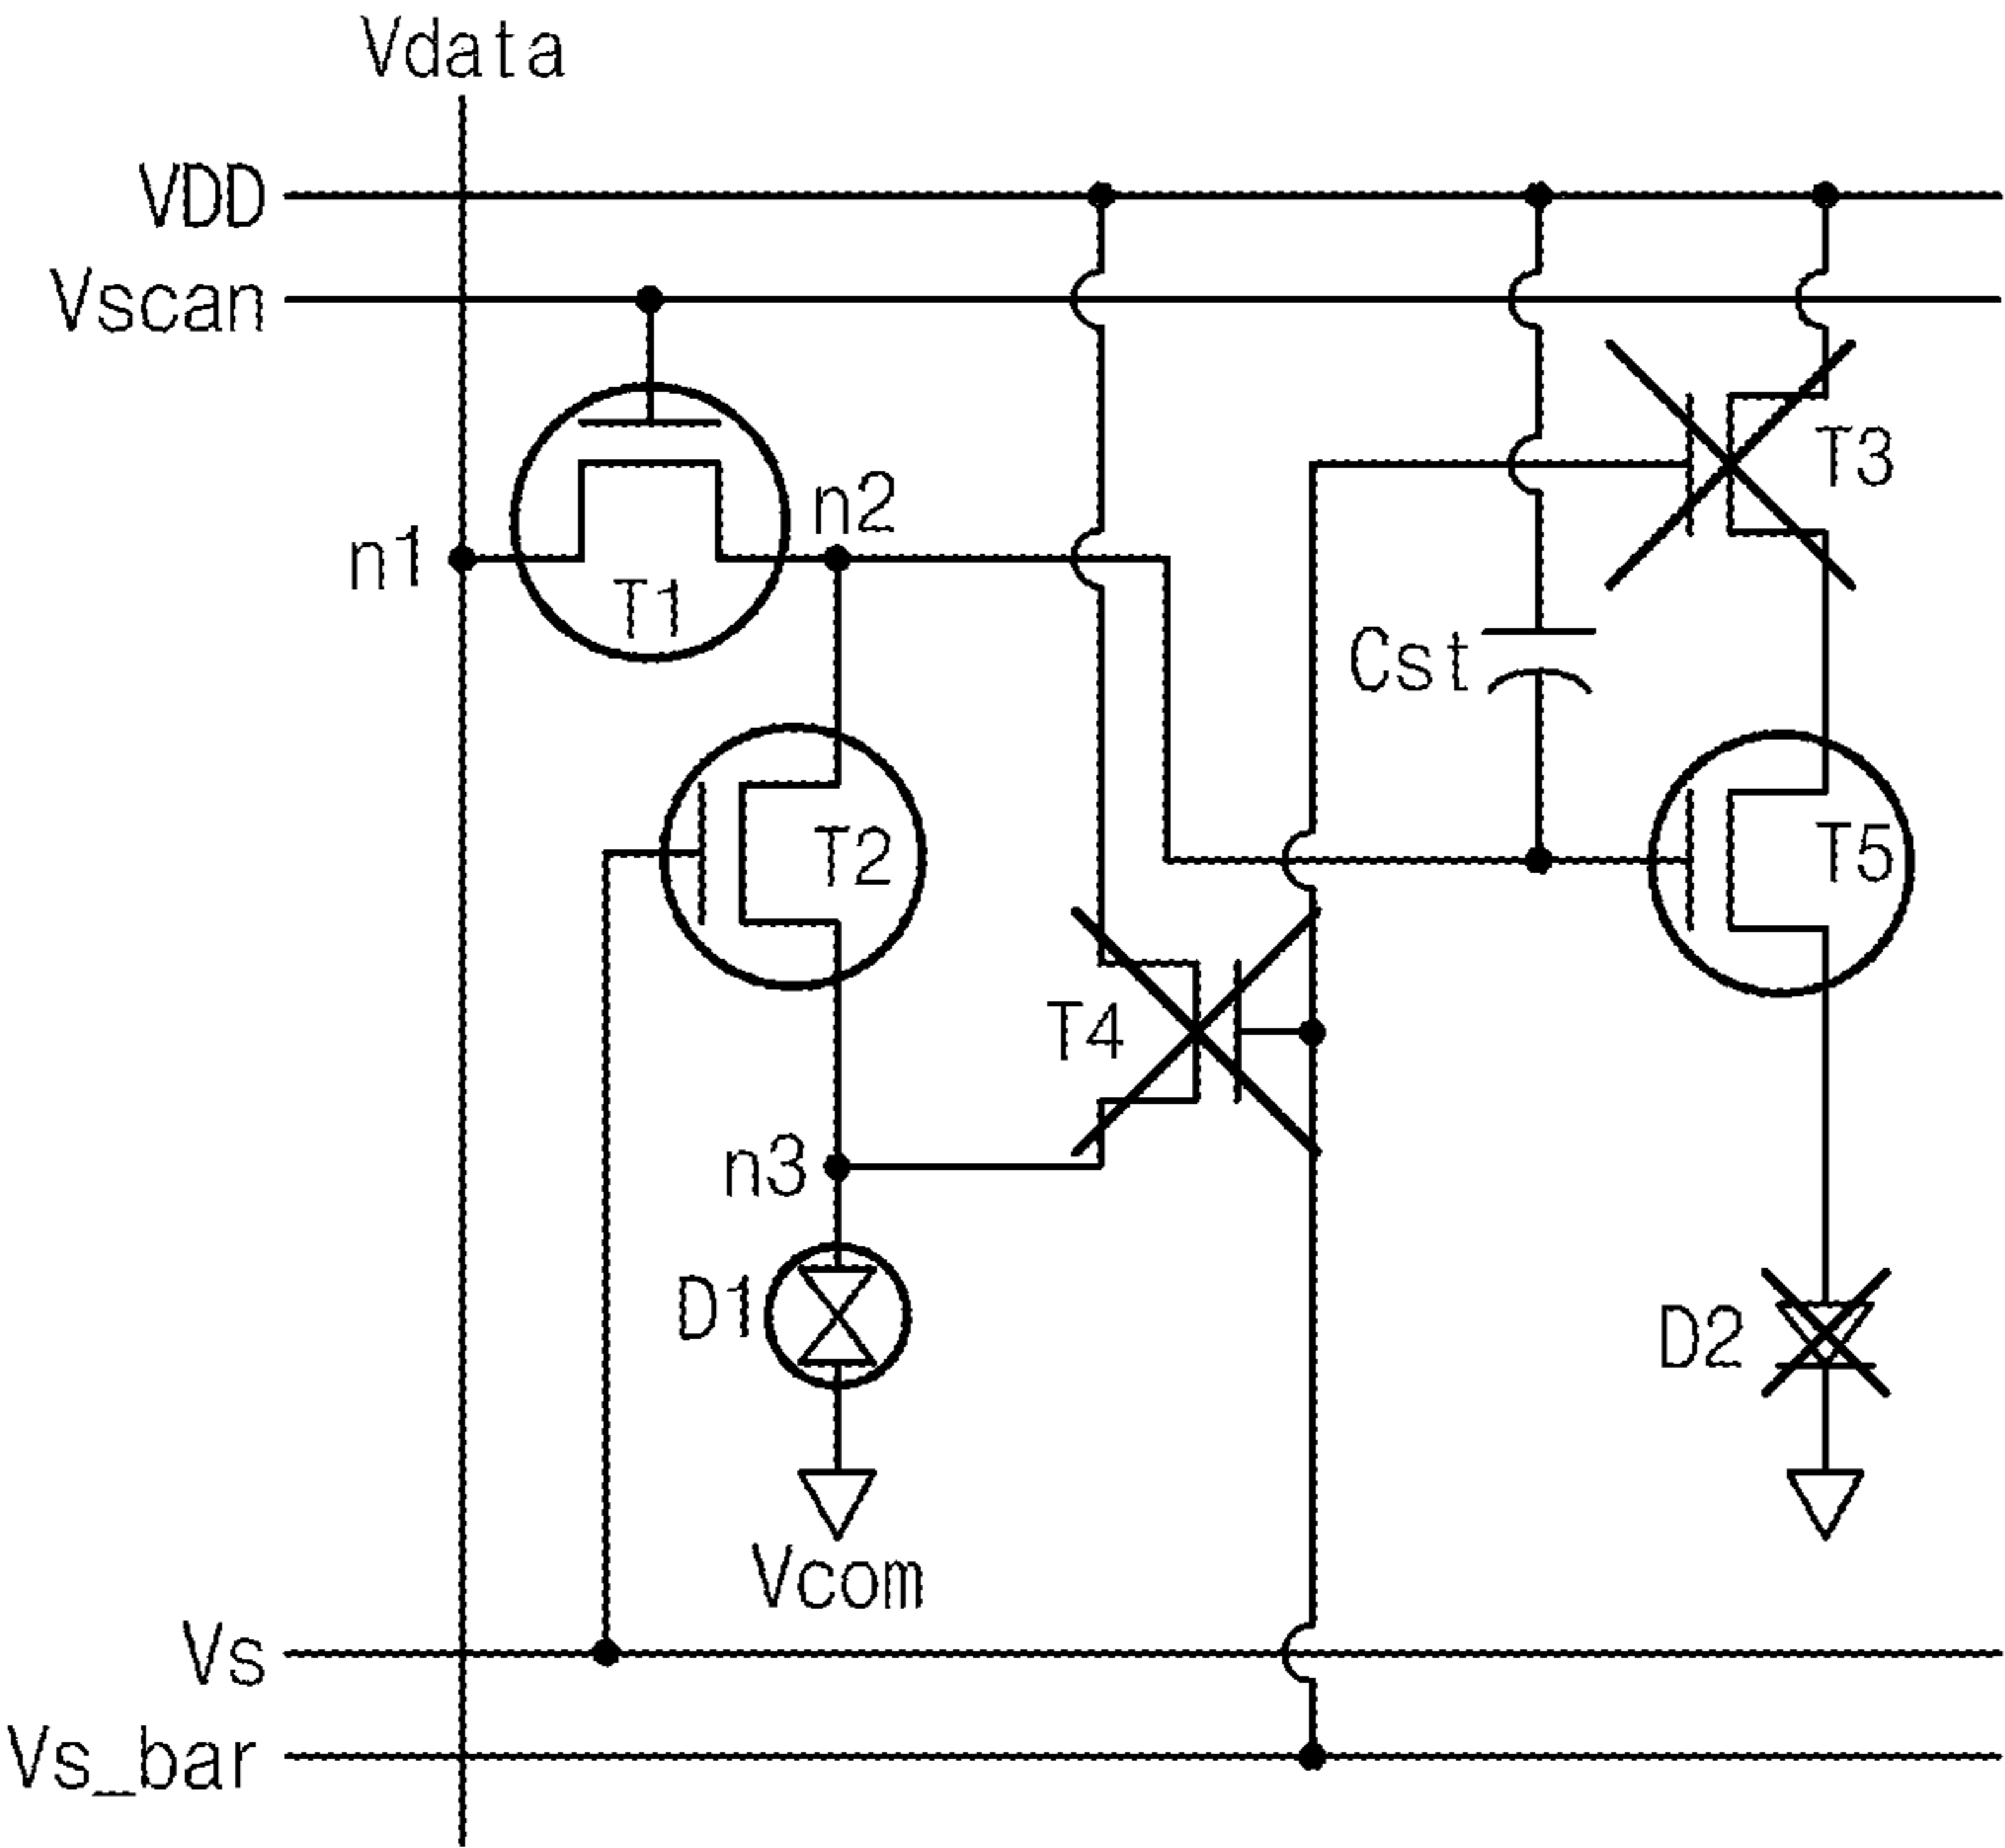 Vdata
VDD
Vscan
T3
n2
n1
T1
Cst
T2
T5
T4
n3
D1
D2
Vcom
Vs
Vs_bar